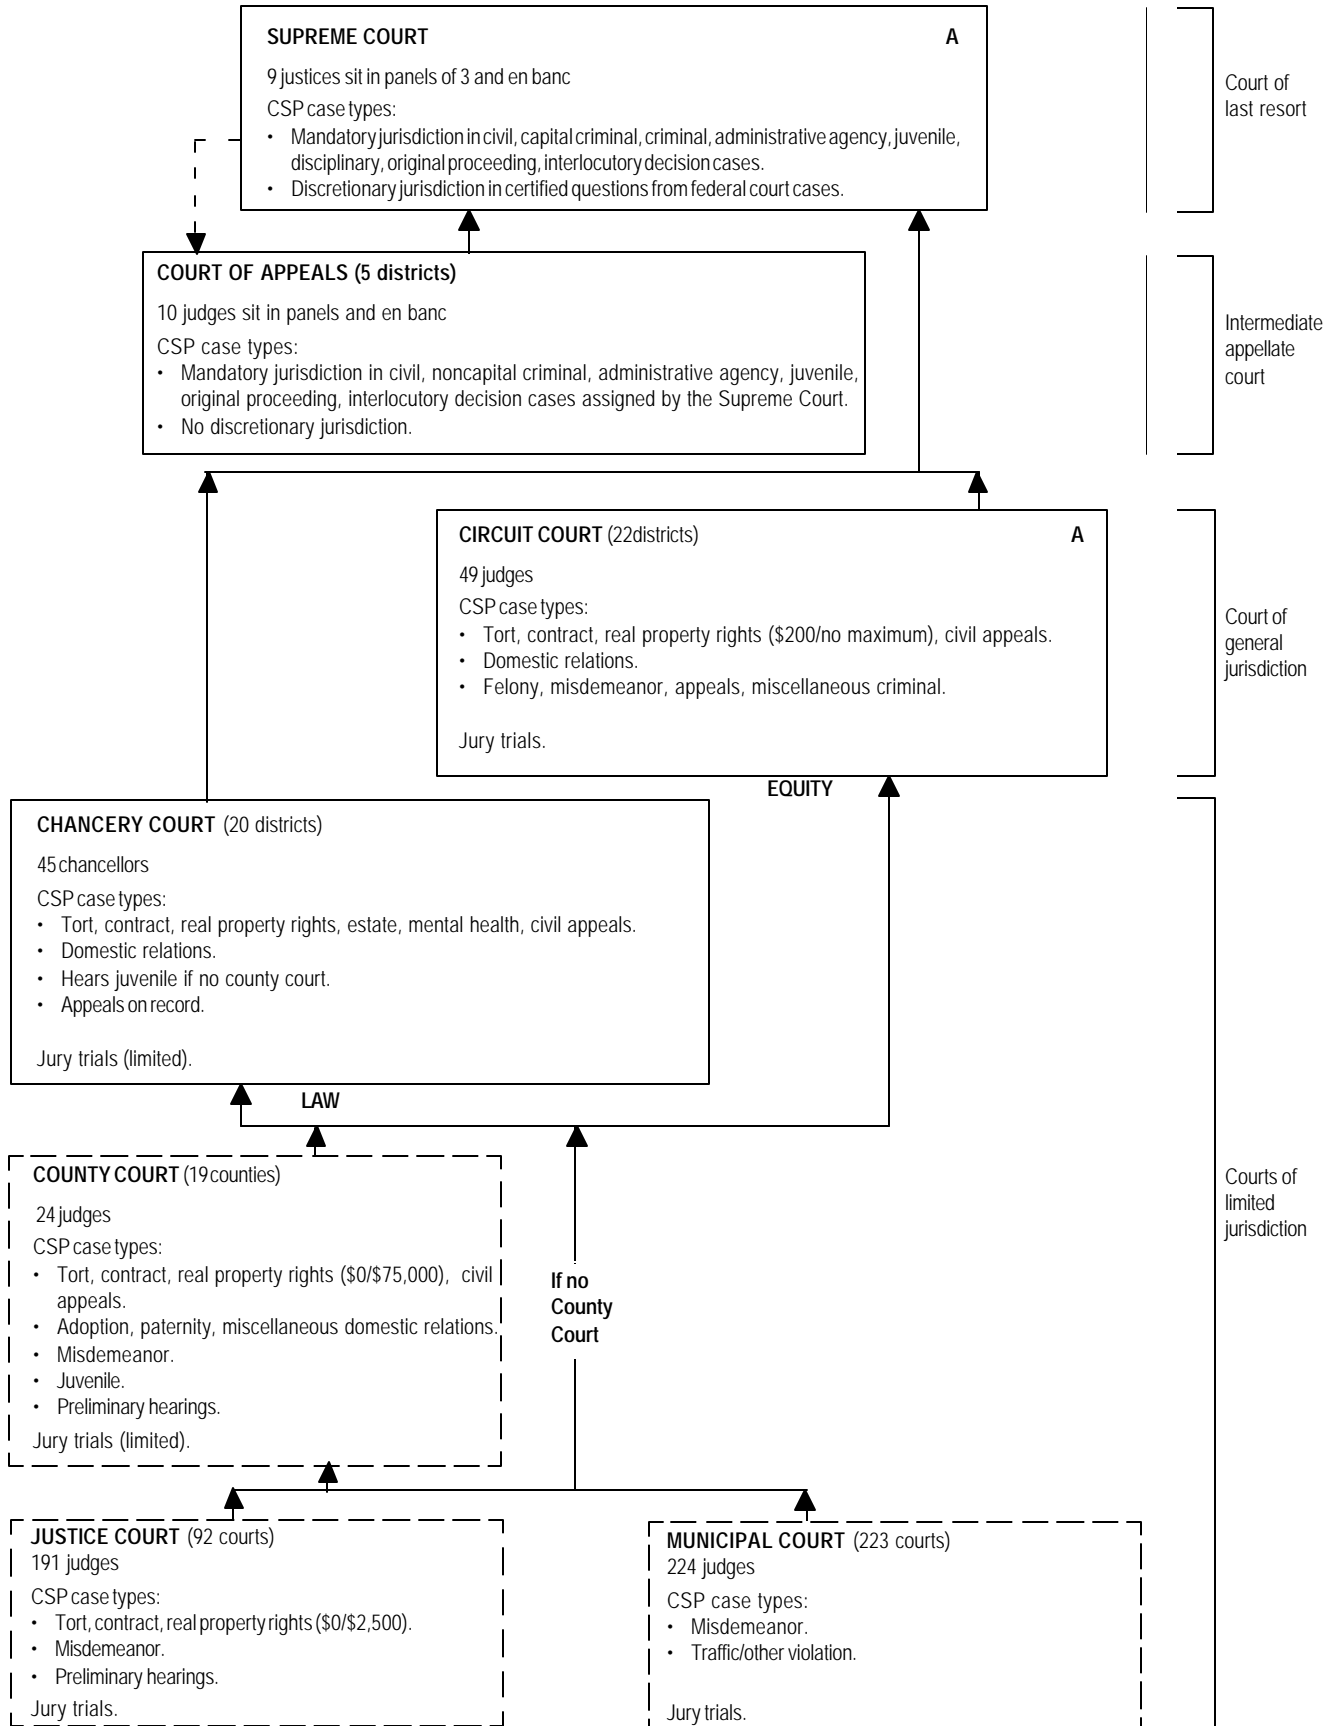 SUPREME COURT A
9 justices sit in panels of 3 and en banc
CSP case types:
• Mandatory jurisdiction in civil, capital criminal, criminal, administrative agency, juvenile,
disciplinary, original proceeding, interlocutory decision cases.
• Discretionary jurisdiction in certified questions from federal court cases.
Court of
last resort
COURT OF APPEALS (5 districts)
10 judges sit in panels and en banc
CSP case types:
• Mandatory jurisdiction in civil, noncapital criminal, administrative agency, juvenile,
original proceeding, interlocutory decision cases assigned by the Supreme Court.
• No discretionary jurisdiction.
Intermediate
appellate
court
CIRCUIT COURT (22districts) A
49 judges
CSP case types:
• Tort, contract, real property rights ($200/no maximum), civil appeals.
• Domestic relations.
• Felony, misdemeanor, appeals, miscellaneous criminal.
Jury trials.
Court of
general
jurisdiction
EQUITY
CHANCERY COURT (20 districts)
45 chancellors
CSP case types:
• Tort, contract, real property rights, estate, mental health, civil appeals.
• Domestic relations.
• Hears juvenile if no county court.
• Appeals on record.
Jury trials (limited).
LAW
COUNTY COURT (19 counties)
24 judges
CSP case types:
• Tort, contract, real property rights ($0/$75,000), civil
appeals.
• Adoption, paternity, miscellaneous domestic relations.
• Misdemeanor.
• Juvenile.
• Preliminary hearings.
Jury trials (limited).
If no
County
Court
Courts of
limited
jurisdiction
JUSTICE COURT (92 courts)
191 judges
CSP case types:
• Tort, contract, real property rights ($0/$2,500).
• Misdemeanor.
• Preliminary hearings.
Jury trials.
MUNICIPAL COURT (223 courts)
224 judges
CSP case types:
• Misdemeanor.
• Traffic/other violation.
Jury trials.